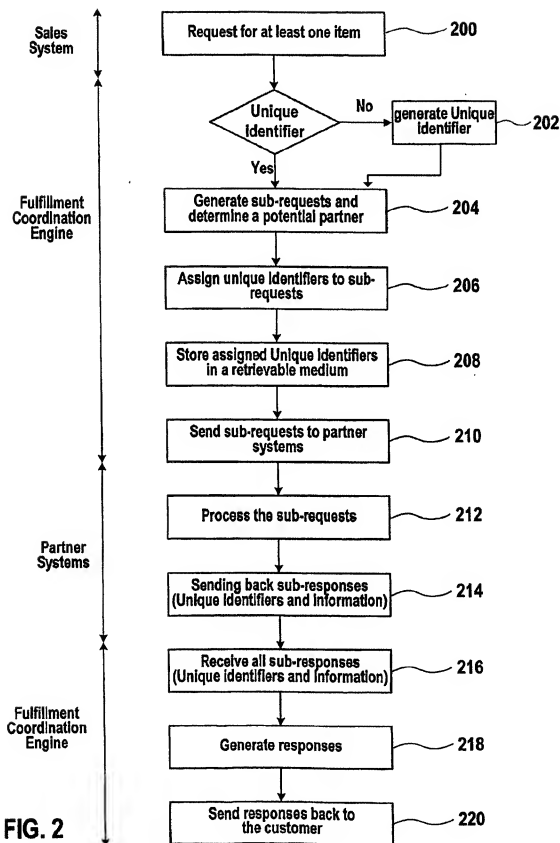 Sales
System
Request for at least one item
200
Unique
Identifier
No
generate Unique
Identifier
202
Yes
Fulfillment
Coordination
Engine
Generate sub-requests and
determine a potential partner
204
Assign unique identifiers to sub-
requests
206
Store assigned Unique Identifiers
in a retrievable medium
208
Send sub-requests to partner
systems
210
Partner
Systems
Process the sub-requests
212
Sending back sub-responses
(Unique Identifiers and Information)
214
Fulfillment
Coordination
Engine
Receive all sub-responses
(Unique identifiers and Information)
216
Generate responses
218
Send responses back to
the customer
220
FIG. 2